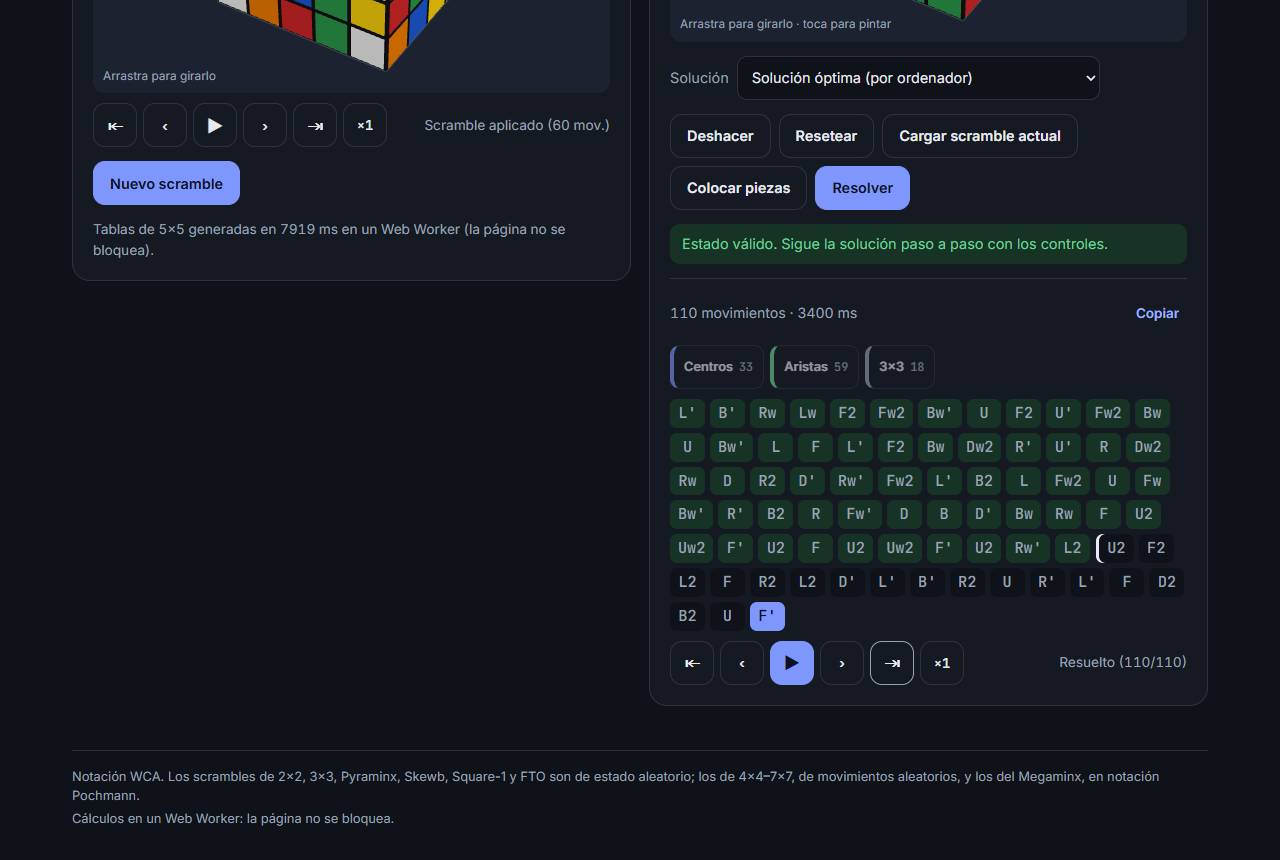 Arrastra para girarlo
⇤ ‹ ▶ › ⇥ ×1 Scramble aplicado (60 mov.)
Nuevo scramble
Tablas de 5×5 generadas en 7919 ms en un Web Worker (la página no se
bloquea).
Arrastra para girarlo · toca para pintar
Solución Solución óptima (por ordenador)
Deshacer Resetear Cargar scramble actual
Colocar piezas Resolver
Estado válido. Sigue la solución paso a paso con los controles.
110 movimientos · 3400 ms Copiar
Centros 33 Aristas 59 3×3 18
L' B' Rw Lw F2 Fw2 Bw' U F2 U' Fw2 Bw
U Bw' L F L' F2 Bw Dw2 R' U' R Dw2
Rw D R2 D' Rw' Fw2 L' B2 L Fw2 U Fw
Bw' R' B2 R Fw' D B D' Bw Rw F U2
Uw2 F' U2 F U2 Uw2 F' U2 Rw' L2 U2 F2
L2 F R2 L2 D' L' B' R2 U R' L' F D2
B2 U F'
⇤ ‹ ▶ › ⇥ ×1 Resuelto (110/110)
Notación WCA. Los scrambles de 2×2, 3×3, Pyraminx, Skewb, Square-1 y FTO son de estado aleatorio; los de 4×4–7×7, de movimientos aleatorios, y los del Megaminx, en notación
Pochmann.
Cálculos en un Web Worker: la página no se bloquea.